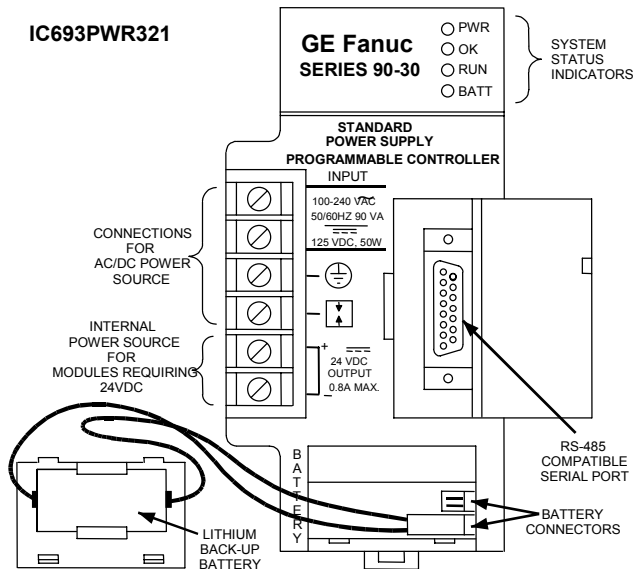 IC693PWR321
GE Fanuc
SERIES 90-30
PWR
OK
RUN
BATT
SYSTEM
STATUS
INDICATORS
STANDARD
POWER SUPPLY
PROGRAMMABLE CONTROLLER
INPUT
100-240 VAC
50/60HZ 90 VA
125 VDC, 50W
CONNECTIONS
FOR
AC/DC POWER
SOURCE
INTERNAL
POWER SOURCE
FOR
MODULES REQUIRING
24VDC
+
24 VDC
OUTPUT
0.8A MAX.
–
RS-485
COMPATIBLE
SERIAL PORT
BATTERY
BATTERY
CONNECTORS
LITHIUM
BACK-UP
BATTERY